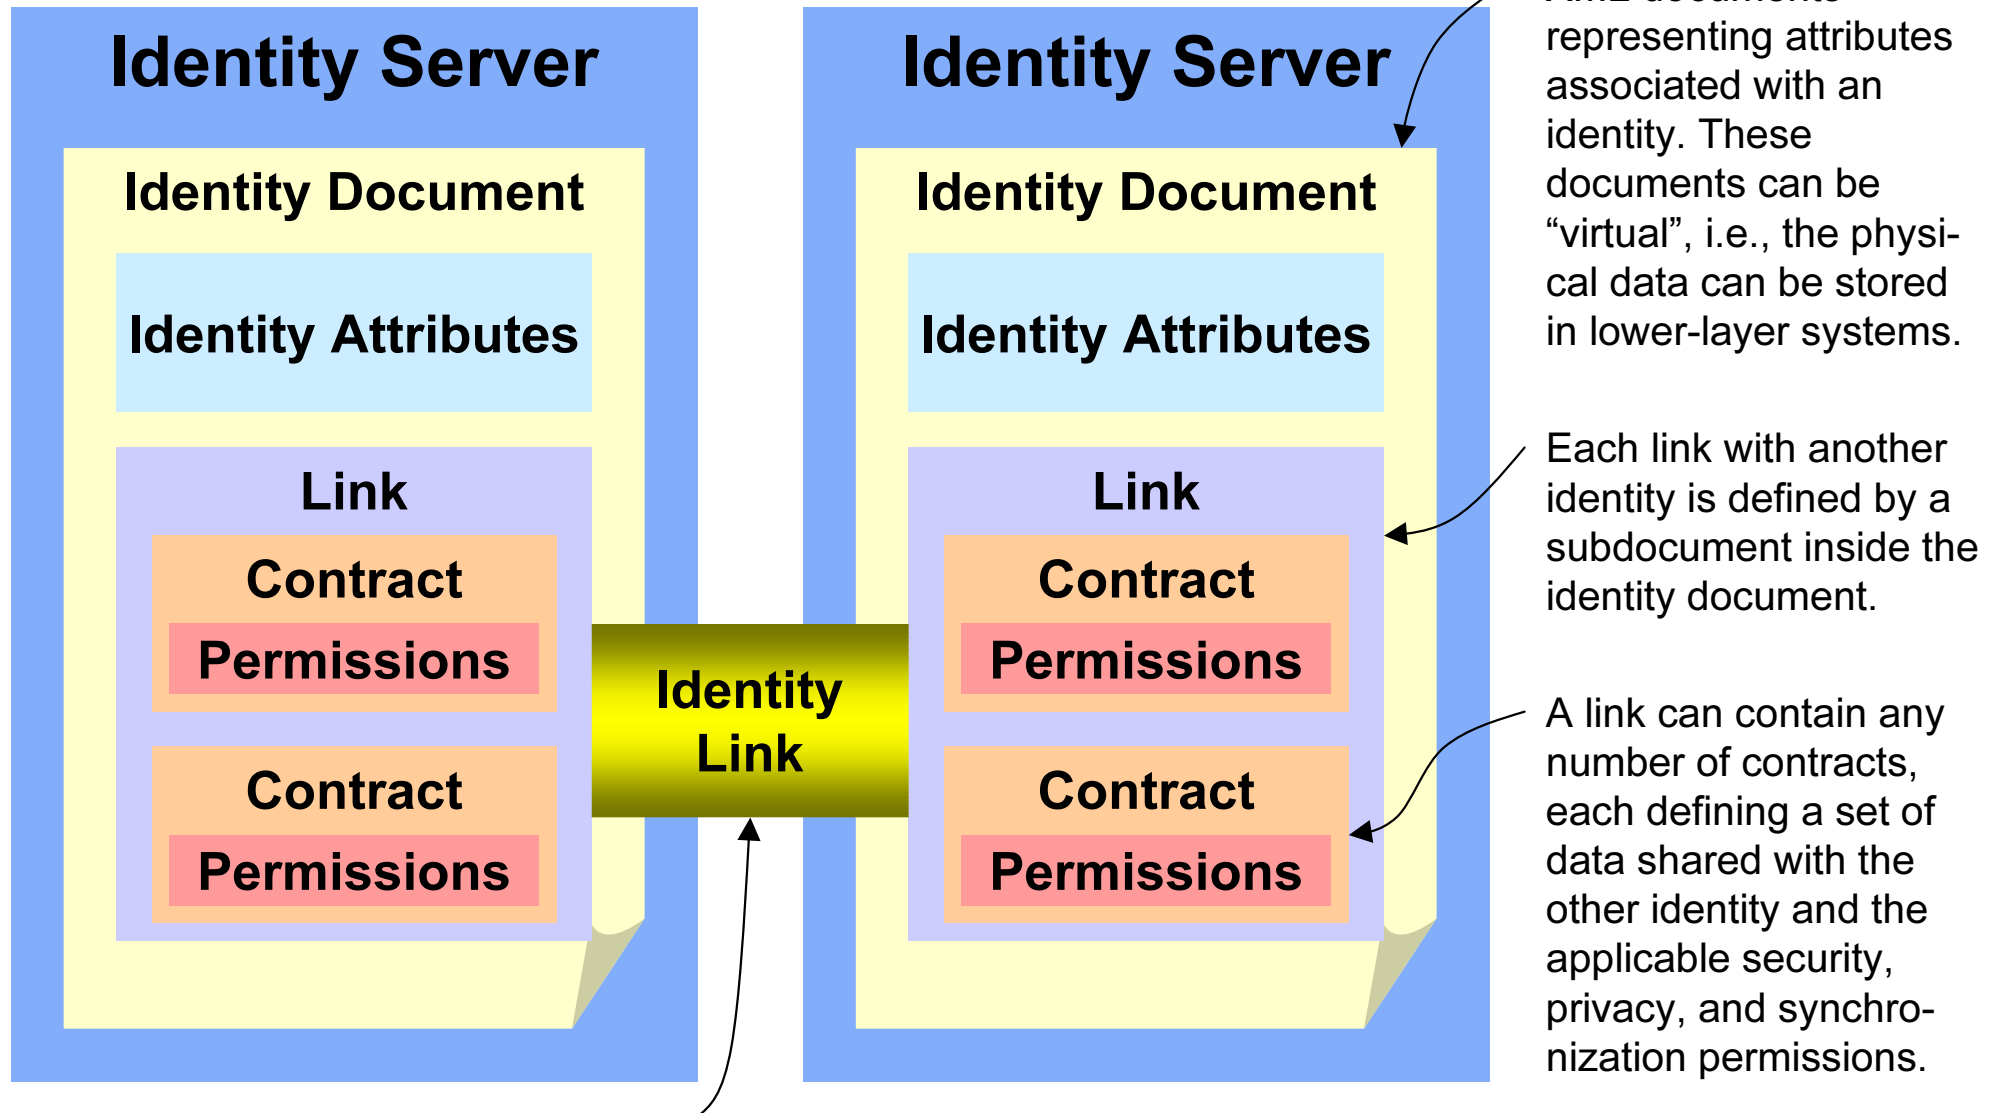 Identity Server
Identity Document
Identity Attributes
Link
Contract
Permissions
Contract
Permissions
Identity
Link
Identity Server
Identity Document
Identity Attributes
Link
Contract
Permissions
Contract
Permissions
documents
representing attributes
associated with an
identity. These
documents can be
“virtual”, i.e., the physi-
cal data can be stored
in lower-layer systems.
Each link with another
identity is defined by a
subdocument inside the
identity document.
A link can contain any
number of contracts,
each defining a set of
data shared with the
other identity and the
applicable security,
privacy, and synchro-
nization permissions.